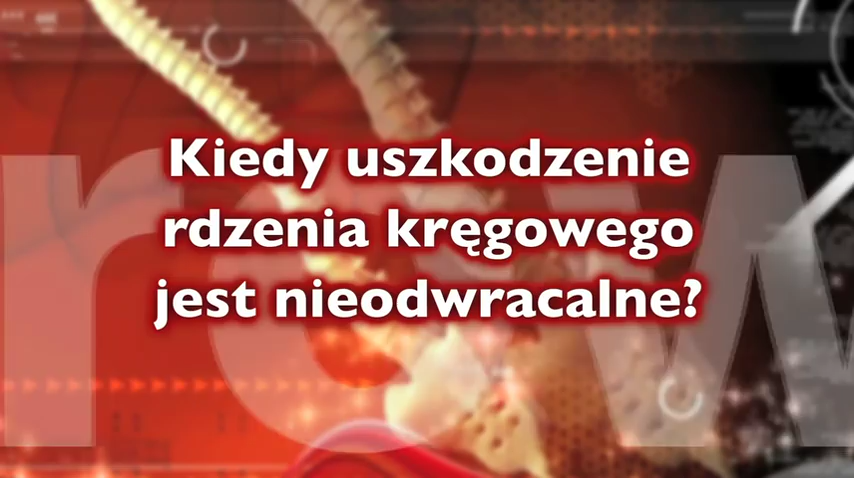 Kiedy uszkodzenie
rdzenia kręgowego
jest nieodwracalne?